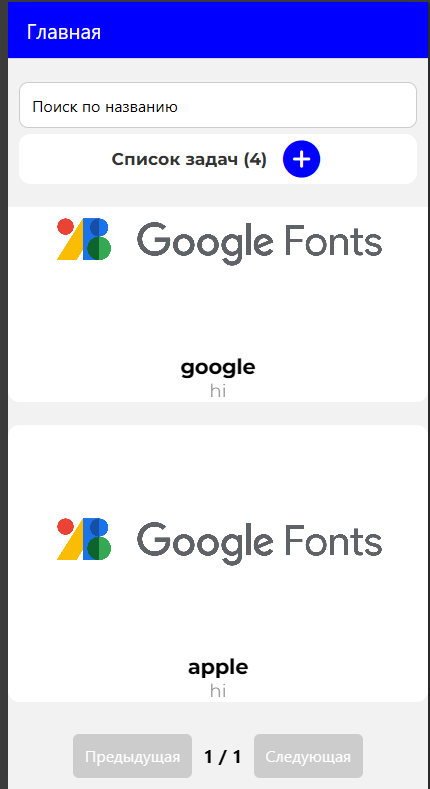 Главная
Поиск по названию
Список задач (4)
Google Fonts
google
hi
Google Fonts
apple
hi
Предыдущая 1 / 1 Следующая